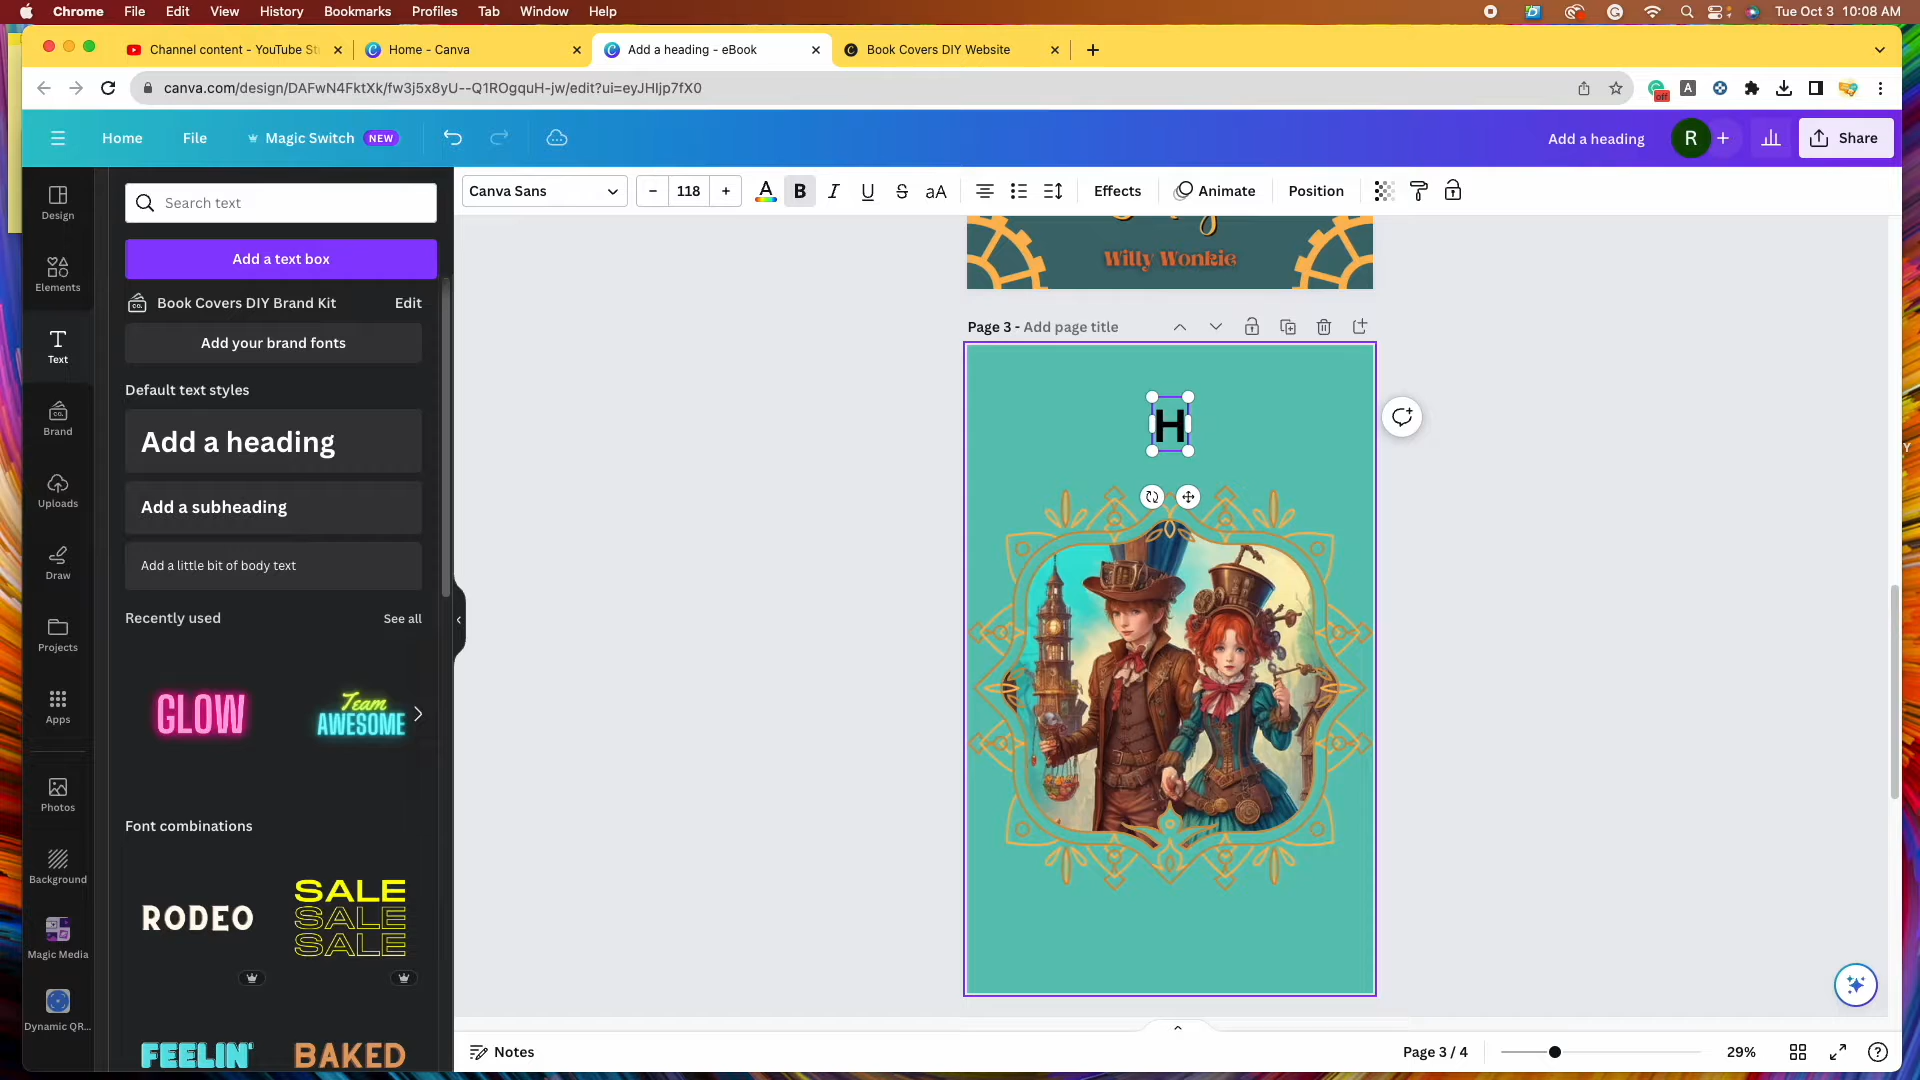 Chrome File Edit View History Bookmarks Profiles Tab Window Help Tue Oct 3 10:08 AM
Channel content - YouTube St Home - Canva Add a heading - eBook Book Covers DIY Website
canva.com/design/DAFwN4FktXk/fw3j5x8yU--Q1ROgquH-jw/edit?ui=eyJHIjp7fX0
off A
Home File Magic Switch NEW Add a heading R Share
Canva Sans 118 A B I U S aA Effects Animate Position
Design
Elements
Text
Brand
Uploads
Draw
Projects
Apps
Photos
Background
Magic Media
Dynamic QR...
Search text
Add a text box
Book Covers DIY Brand Kit Edit
Add your brand fonts
Default text styles
Add a heading
Add a subheading
Add a little bit of body text
Recently used See all
GLOW
Team
AWESOME
Font combinations
RODEO
SALE
SALE
SALE
FEELIN'
BAKED
Willy Wonkie
Page 3 - Add page title
H
Notes Page 3 / 4 29%